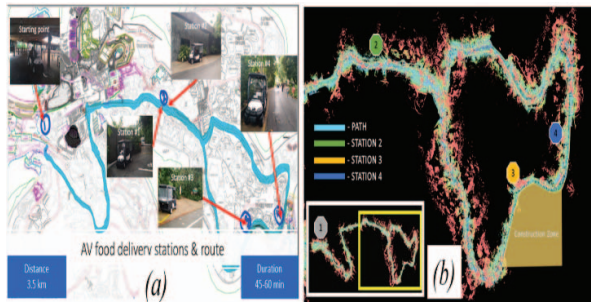 Starting point
Station #2
Station #4
Station #1
Station #3
AV food delivery stations & route
Distance
3.5 km
(a)
Duration
45-60 min
2
4
3
- PATH
- STATION 2
- STATION 3
- STATION 4
1
Construction Zone
(b)